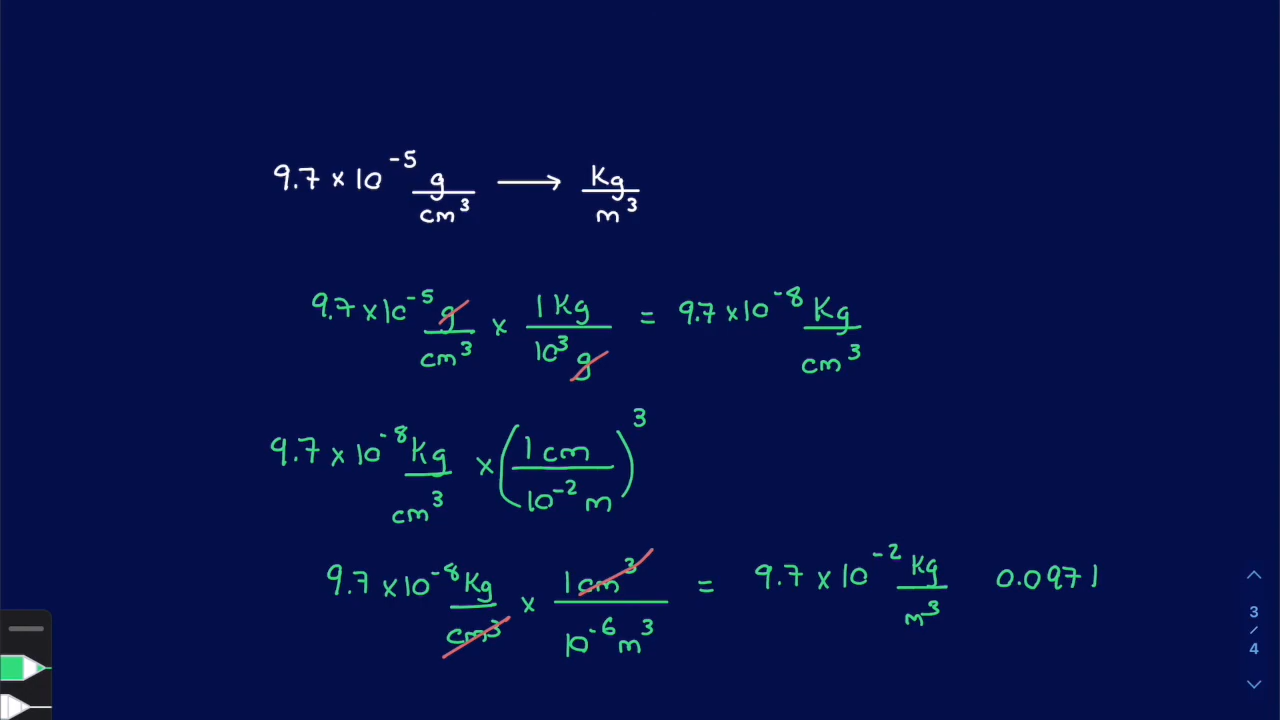 9.7 × 10⁻⁵ g/cm³ → Kg/m³
9.7 × 10⁻⁵ g/cm³ × 1 Kg/10³ g = 9.7 × 10⁻⁸ Kg/cm³
9.7 × 10⁻⁸ Kg/cm³ × (1 cm/10⁻² m)³
9.7 × 10⁻⁸ Kg/cm³ × 1 cm³/10⁻⁶ m³ = 9.7 × 10⁻² Kg/m³ 0.097
3
/
4